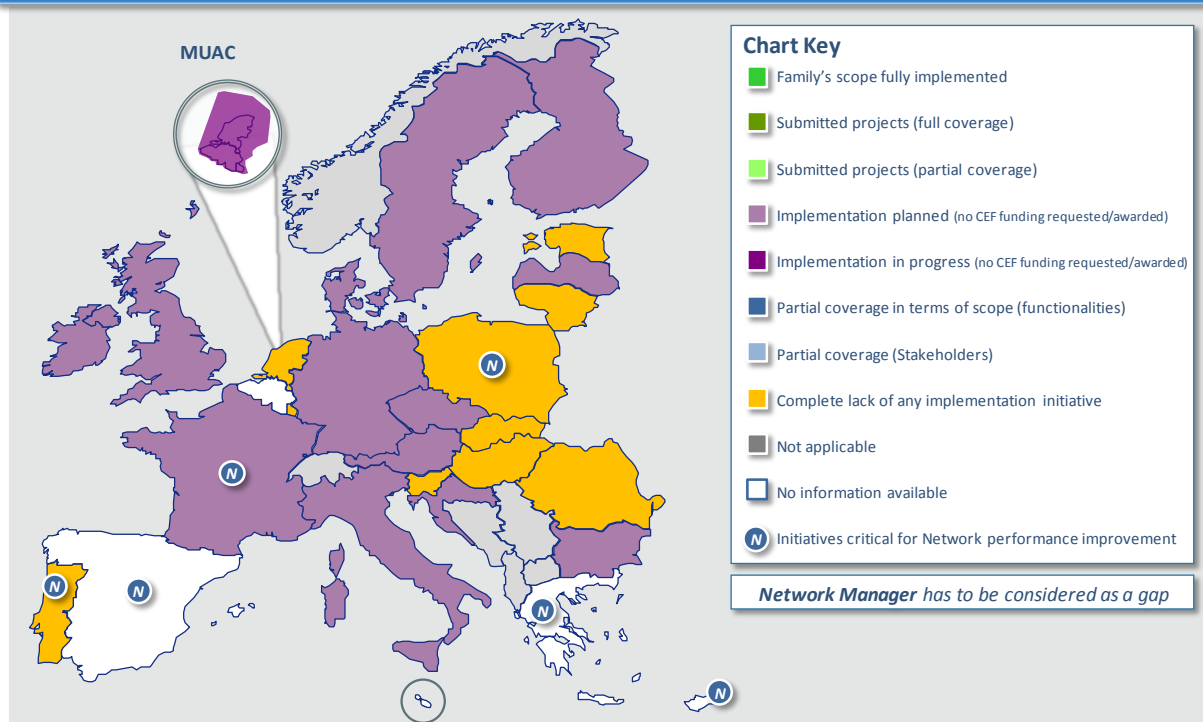 MUAC
N
N
N
N
N
N
Chart Key
Family's scope fully implemented
Submitted projects (full coverage)
Submitted projects (partial coverage)
Implementation planned (no CEF funding requested/awarded)
Implementation in progress (no CEF funding requested/awarded)
Partial coverage in terms of scope (functionalities)
Partial coverage (Stakeholders)
Complete lack of any implementation initiative
Not applicable
No information available
N Initiatives critical for Network performance improvement
Network Manager has to be considered as a gap